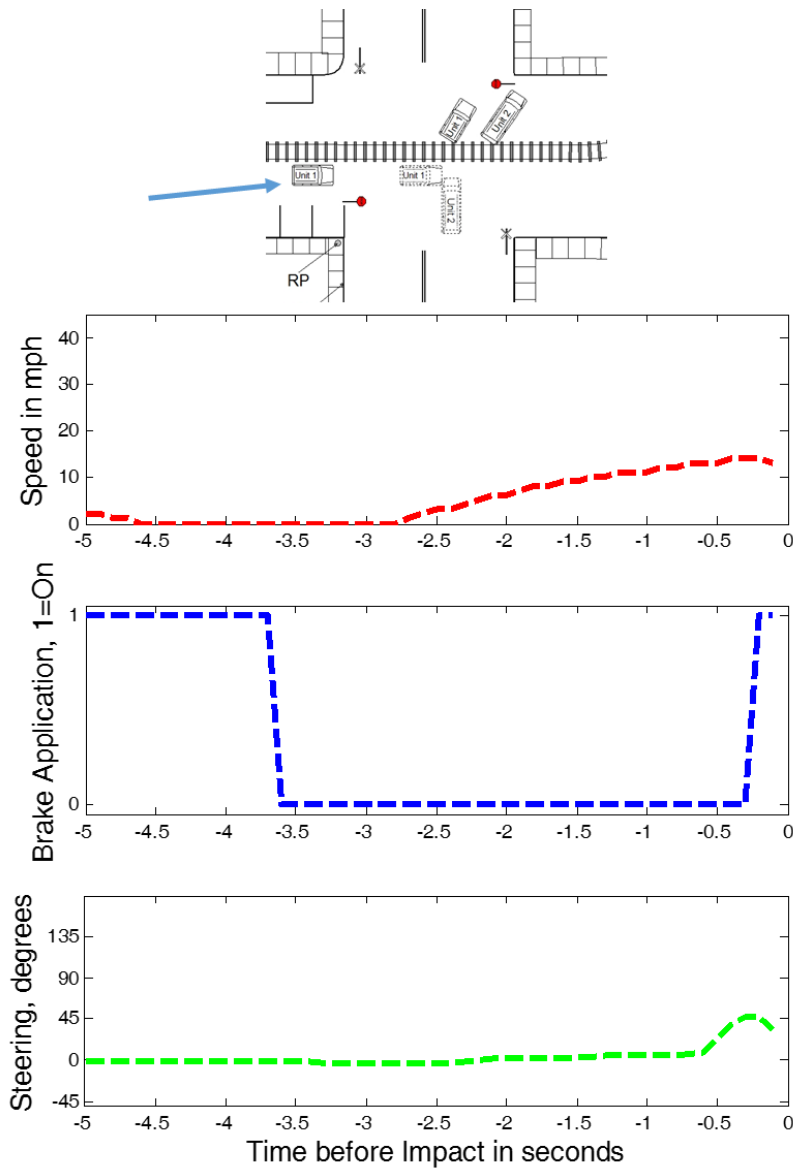 Unit 1
Unit 2
Unit 1
Unit 1
Unit 2
RP
Speed in mph
40
30
20
10
0
-5 -4.5 -4 -3.5 -3 -2.5 -2 -1.5 -1 -0.5 0
Brake Application, 1=On
1
0
-5 -4.5 -4 -3.5 -3 -2.5 -2 -1.5 -1 -0.5 0
Steering, degrees
135
90
45
0
-45
-5 -4.5 -4 -3.5 -3 -2.5 -2 -1.5 -1 -0.5 0
Time before Impact in seconds